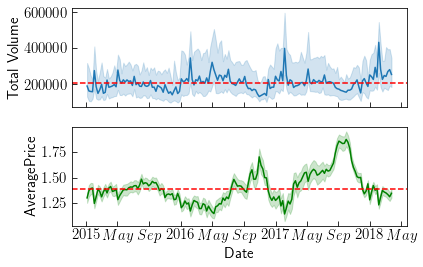 600000
400000
200000
Total Volume
1.75
1.50
1.25
AveragePrice
2015 May Sep 2016 May Sep 2017 May Sep 2018 May
Date